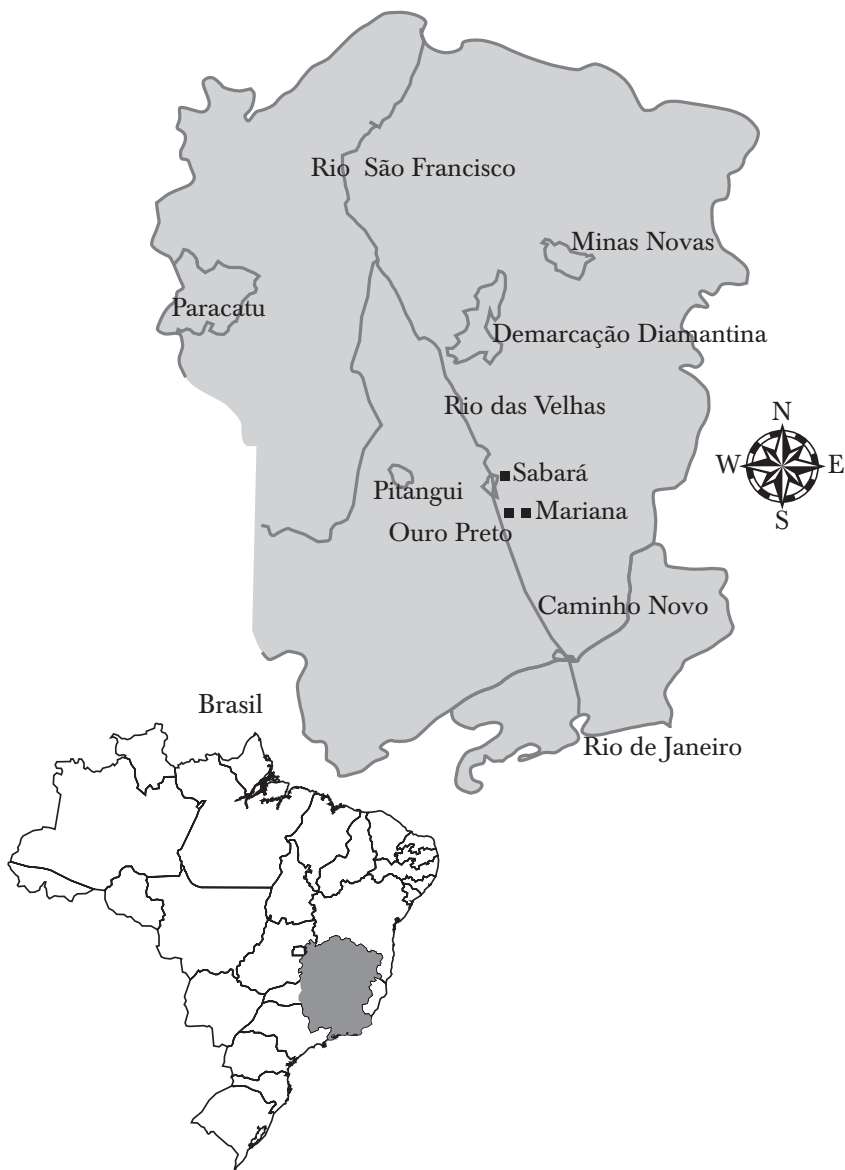 Rio São Francisco
Minas Novas
Paracatu
Demarcação Diamantina
Rio das Velhas
N
W E
S
Sabará
Pitangui
Mariana
Ouro Preto
Caminho Novo
Brasil
Rio de Janeiro